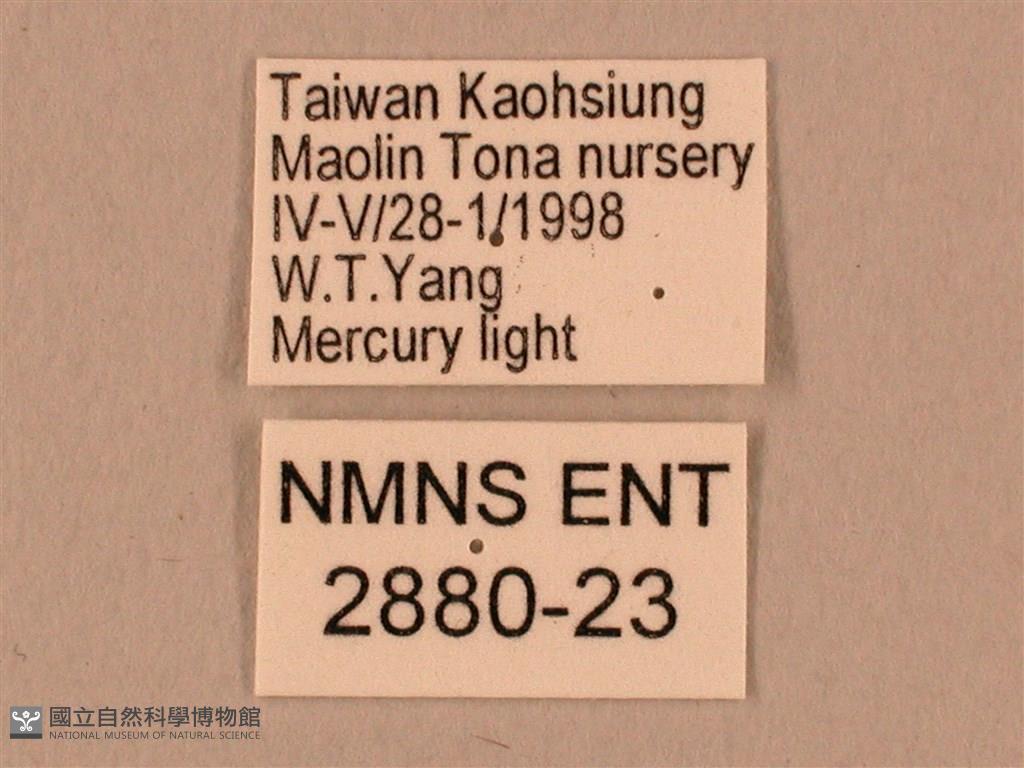 Taiwan Kaohsiung
Maolin Tona nursery
IV-V/28-1/1998
W.T.Yang
Mercury light
NMNS ENT
2880-23
國立自然科學博物館
NATIONAL MUSEUM OF NATURAL SCIENCE